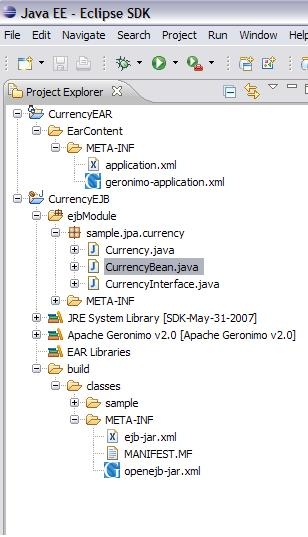 Java EE - Eclipse SDK
File Edit Navigate Search Project Run Window He
Project Explorer
CurrencyEAR
EarContent
META-INF
application.xml
geronimo-application.xml
CurrencyEJB
ejbModule
sample.jpa.currency
Currency.java
CurrencyBean.java
CurrencyInterface.java
META-INF
JRE System Library [SDK-May-31-2007]
Apache Geronimo v2.0 [Apache Geronimo v2.0]
EAR Libraries
build
classes
sample
META-INF
ejb-jar.xml
MANIFEST.MF
openejb-jar.xml